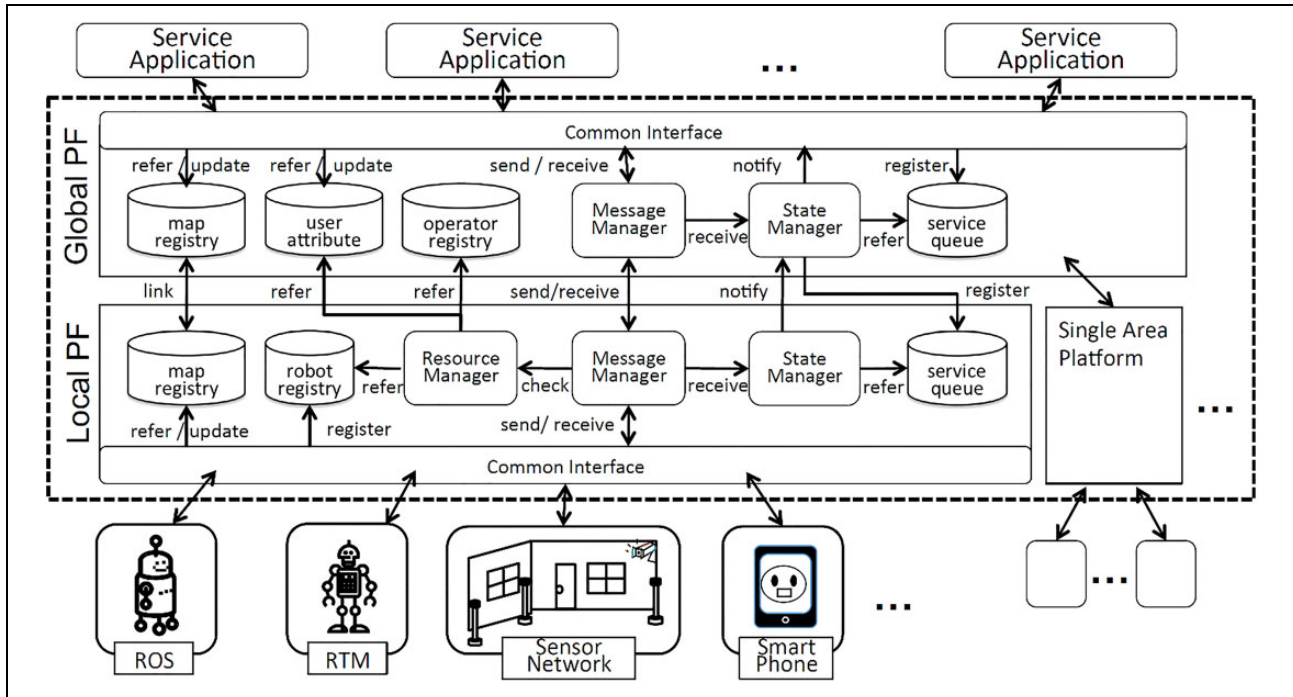 Service
Application
Service
Application
...
Service
Application
Global PF
Common Interface
refer / update
refer / update
send / receive
notify
register
map
registry
user
attribute
operator
registry
Message
Manager
receive
State
Manager
refer
service
queue
link
refer
refer
send/receive
notify
register
Local PF
map
registry
robot
registry
refer
Resource
Manager
check
Message
Manager
receive
State
Manager
refer
service
queue
Single Area
Platform
...
refer / update
register
send/ receive
Common Interface
ROS
RTM
Sensor
Network
Smart
Phone
...
...